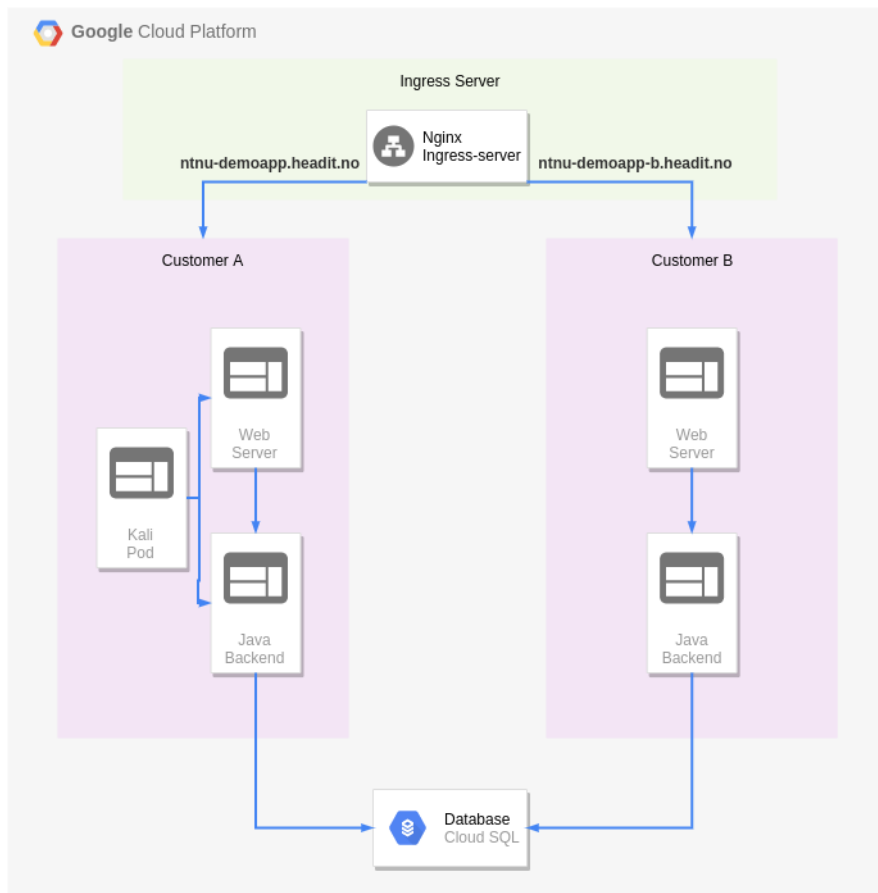 Google Cloud Platform
Ingress Server
Nginx
Ingress-server
ntnu-demoapp.headit.no
ntnu-demoapp-b.headit.no
Customer A
Customer B
Web
Server
Web
Server
Kali
Pod
Java
Backend
Java
Backend
Database
Cloud SQL